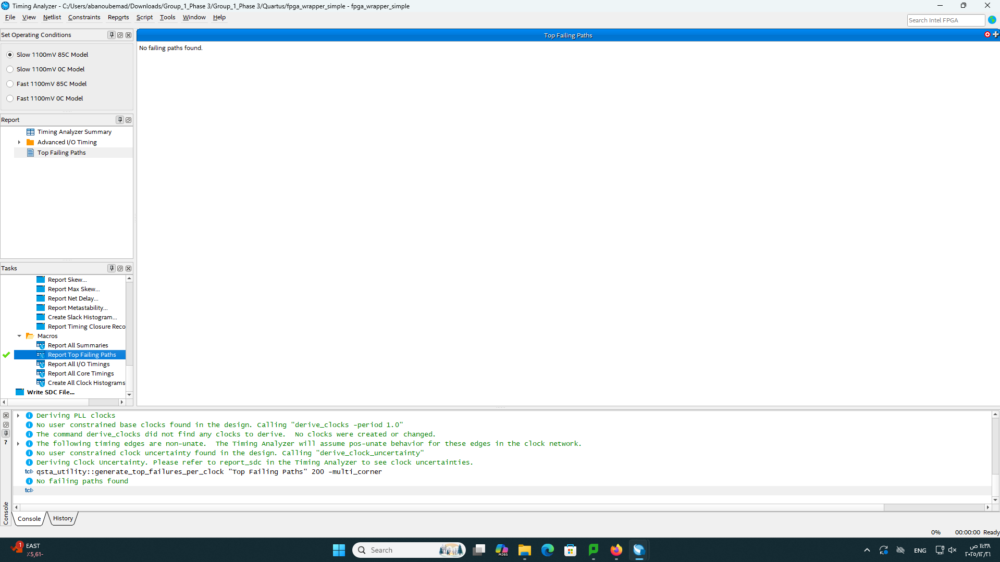 Timing Analyzer - C:/Users/abanoubemad/Downloads/Group_1_Phase 3/Group_1_Phase 3/Quartus/fpga_wrapper_simple - fpga_wrapper_simple
File View Netlist Constraints Reports Script Tools Window Help
Search Intel FPGA
Set Operating Conditions
Slow 1100mV 85C Model
Slow 1100mV 0C Model
Fast 1100mV 85C Model
Fast 1100mV 0C Model
Report
Timing Analyzer Summary
Advanced I/O Timing
Top Failing Paths
Top Failing Paths
No failing paths found.
Tasks
Report Skew...
Report Max Skew...
Report Net Delay...
Report Metastability...
Create Slack Histogram...
Report Timing Closure Reco
Macros
Report All Summaries
Report Top Failing Paths
Report All I/O Timings
Report All Core Timings
Create All Clock Histograms
Write SDC File...
Deriving PLL clocks
No user constrained base clocks found in the design. Calling "derive_clocks -period 1.0"
The command derive_clocks did not find any clocks to derive.  No clocks were created or changed.
The following timing edges are non-unate.  The Timing Analyzer will assume pos-unate behavior for these edges in the clock network.
No user constrained clock uncertainty found in the design. Calling "derive_clock_uncertainty"
Deriving Clock Uncertainty. Please refer to report_sdc in the Timing Analyzer to see clock uncertainties.
tcl> qsta_utility::generate_top_failures_per_clock "Top Failing Paths" 200 -multi_corner
No failing paths found
tcl>
Console
Console History
0% 00:00:00 Ready
1
EAST
٪5,61-
Search
M365
ENG
١١:٣٨ ص
٢٠٢٥/١٢/٢١